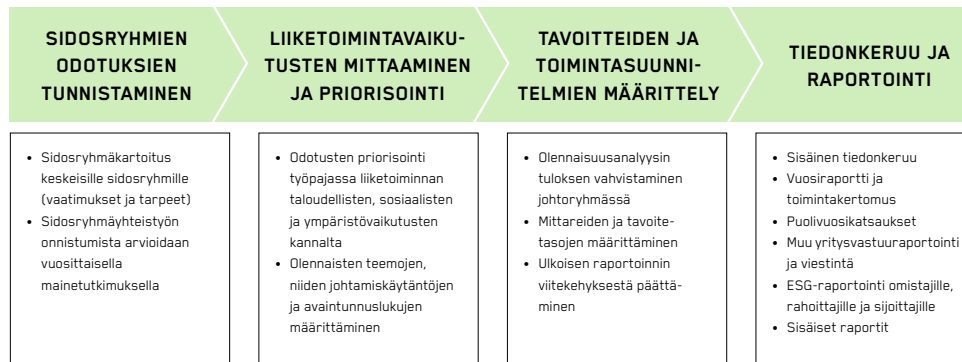 SIDOSRYHMIEN
ODOTUKSIEN
TUNNISTAMINEN
LIIKETOIMINTAVAIKU-
TUSTEN MITTAAMINEN
JA PRIORISOINTI
TAVOITTEIDEN JA
TOIMINTASUUNNI-
TELMIEN MÄÄRITTELY
TIEDONKERUU JA
RAPORTOINTI
• Sidosryhmäkartoitus
keskeisille sidosryhmille
(vaatimukset ja tarpeet)
• Sidosryhmäyhteistyön
onnistumista arvioidaan
vuosittaisella
mainetutkimuksella
• Odotusten priorisointi
työpajassa liiketoiminnan
taloudellisten, sosiaalisten
ja ympäristövaikutusten
kannalta
• Olennaisten teemojen,
niiden johtamiskäytäntöjen
ja avaintunnuslukujen
määrittäminen
• Olennaisuusanalyysin
tuloksen vahvistaminen
johtoryhmässä
• Mittareiden ja tavoite-
tasojen määrittäminen
• Ulkoisen raportoinnin
viitekehyksestä päättä-
minen
• Sisäinen tiedonkeruu
• Vuosiraportti ja
toimintakertomus
• Puolivuosikatsaukset
• Muu yritysvastuuraportointi
ja viestintä
• ESG-raportointi omistajille,
rahoittajille ja sijoittajille
• Sisäiset raportit